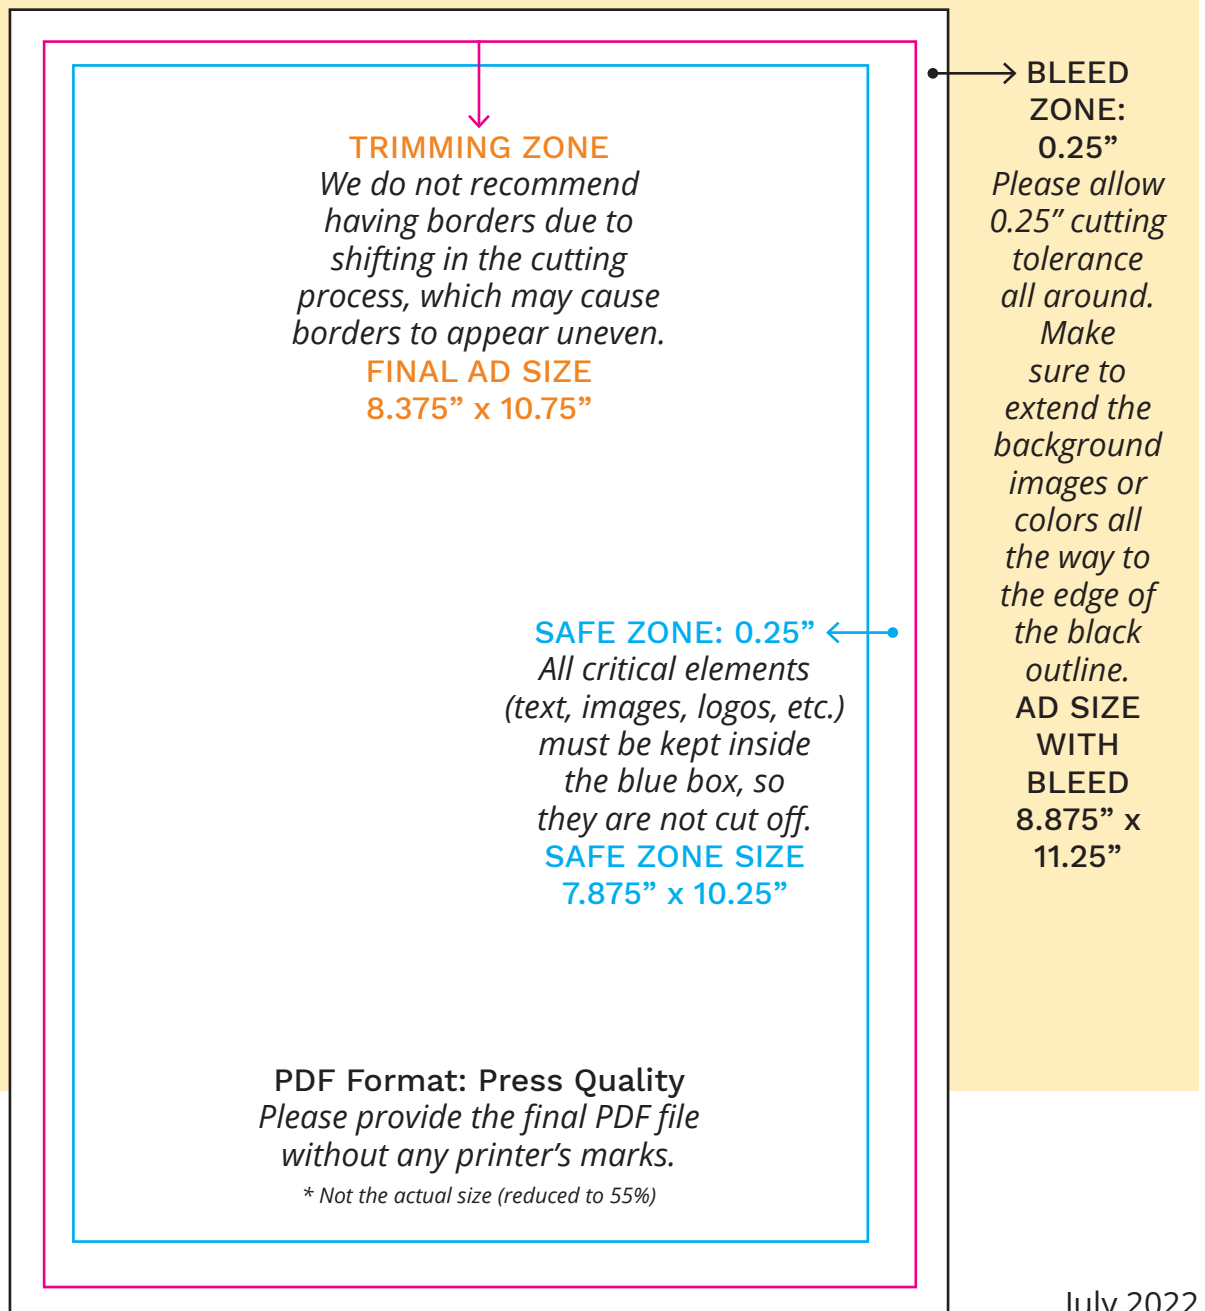 TRIMMING ZONE
We do not recommend
having borders due to
shifting in the cutting
process, which may cause
borders to appear uneven.
FINAL AD SIZE
8.375” x 10.75”
SAFE ZONE: 0.25”
All critical elements
(text, images, logos, etc.)
must be kept inside
the blue box, so
they are not cut off.
SAFE ZONE SIZE
7.875” x 10.25”
PDF Format: Press Quality
Please provide the final PDF file
without any printer’s marks.
* Not the actual size (reduced to 55%)
BLEED
ZONE:
0.25”
Please allow
0.25” cutting
tolerance
all around.
Make
sure to
extend the
background
images or
colors all
the way to
the edge of
the black
outline.
AD SIZE
WITH
BLEED
8.875” x
11.25”
July 2022